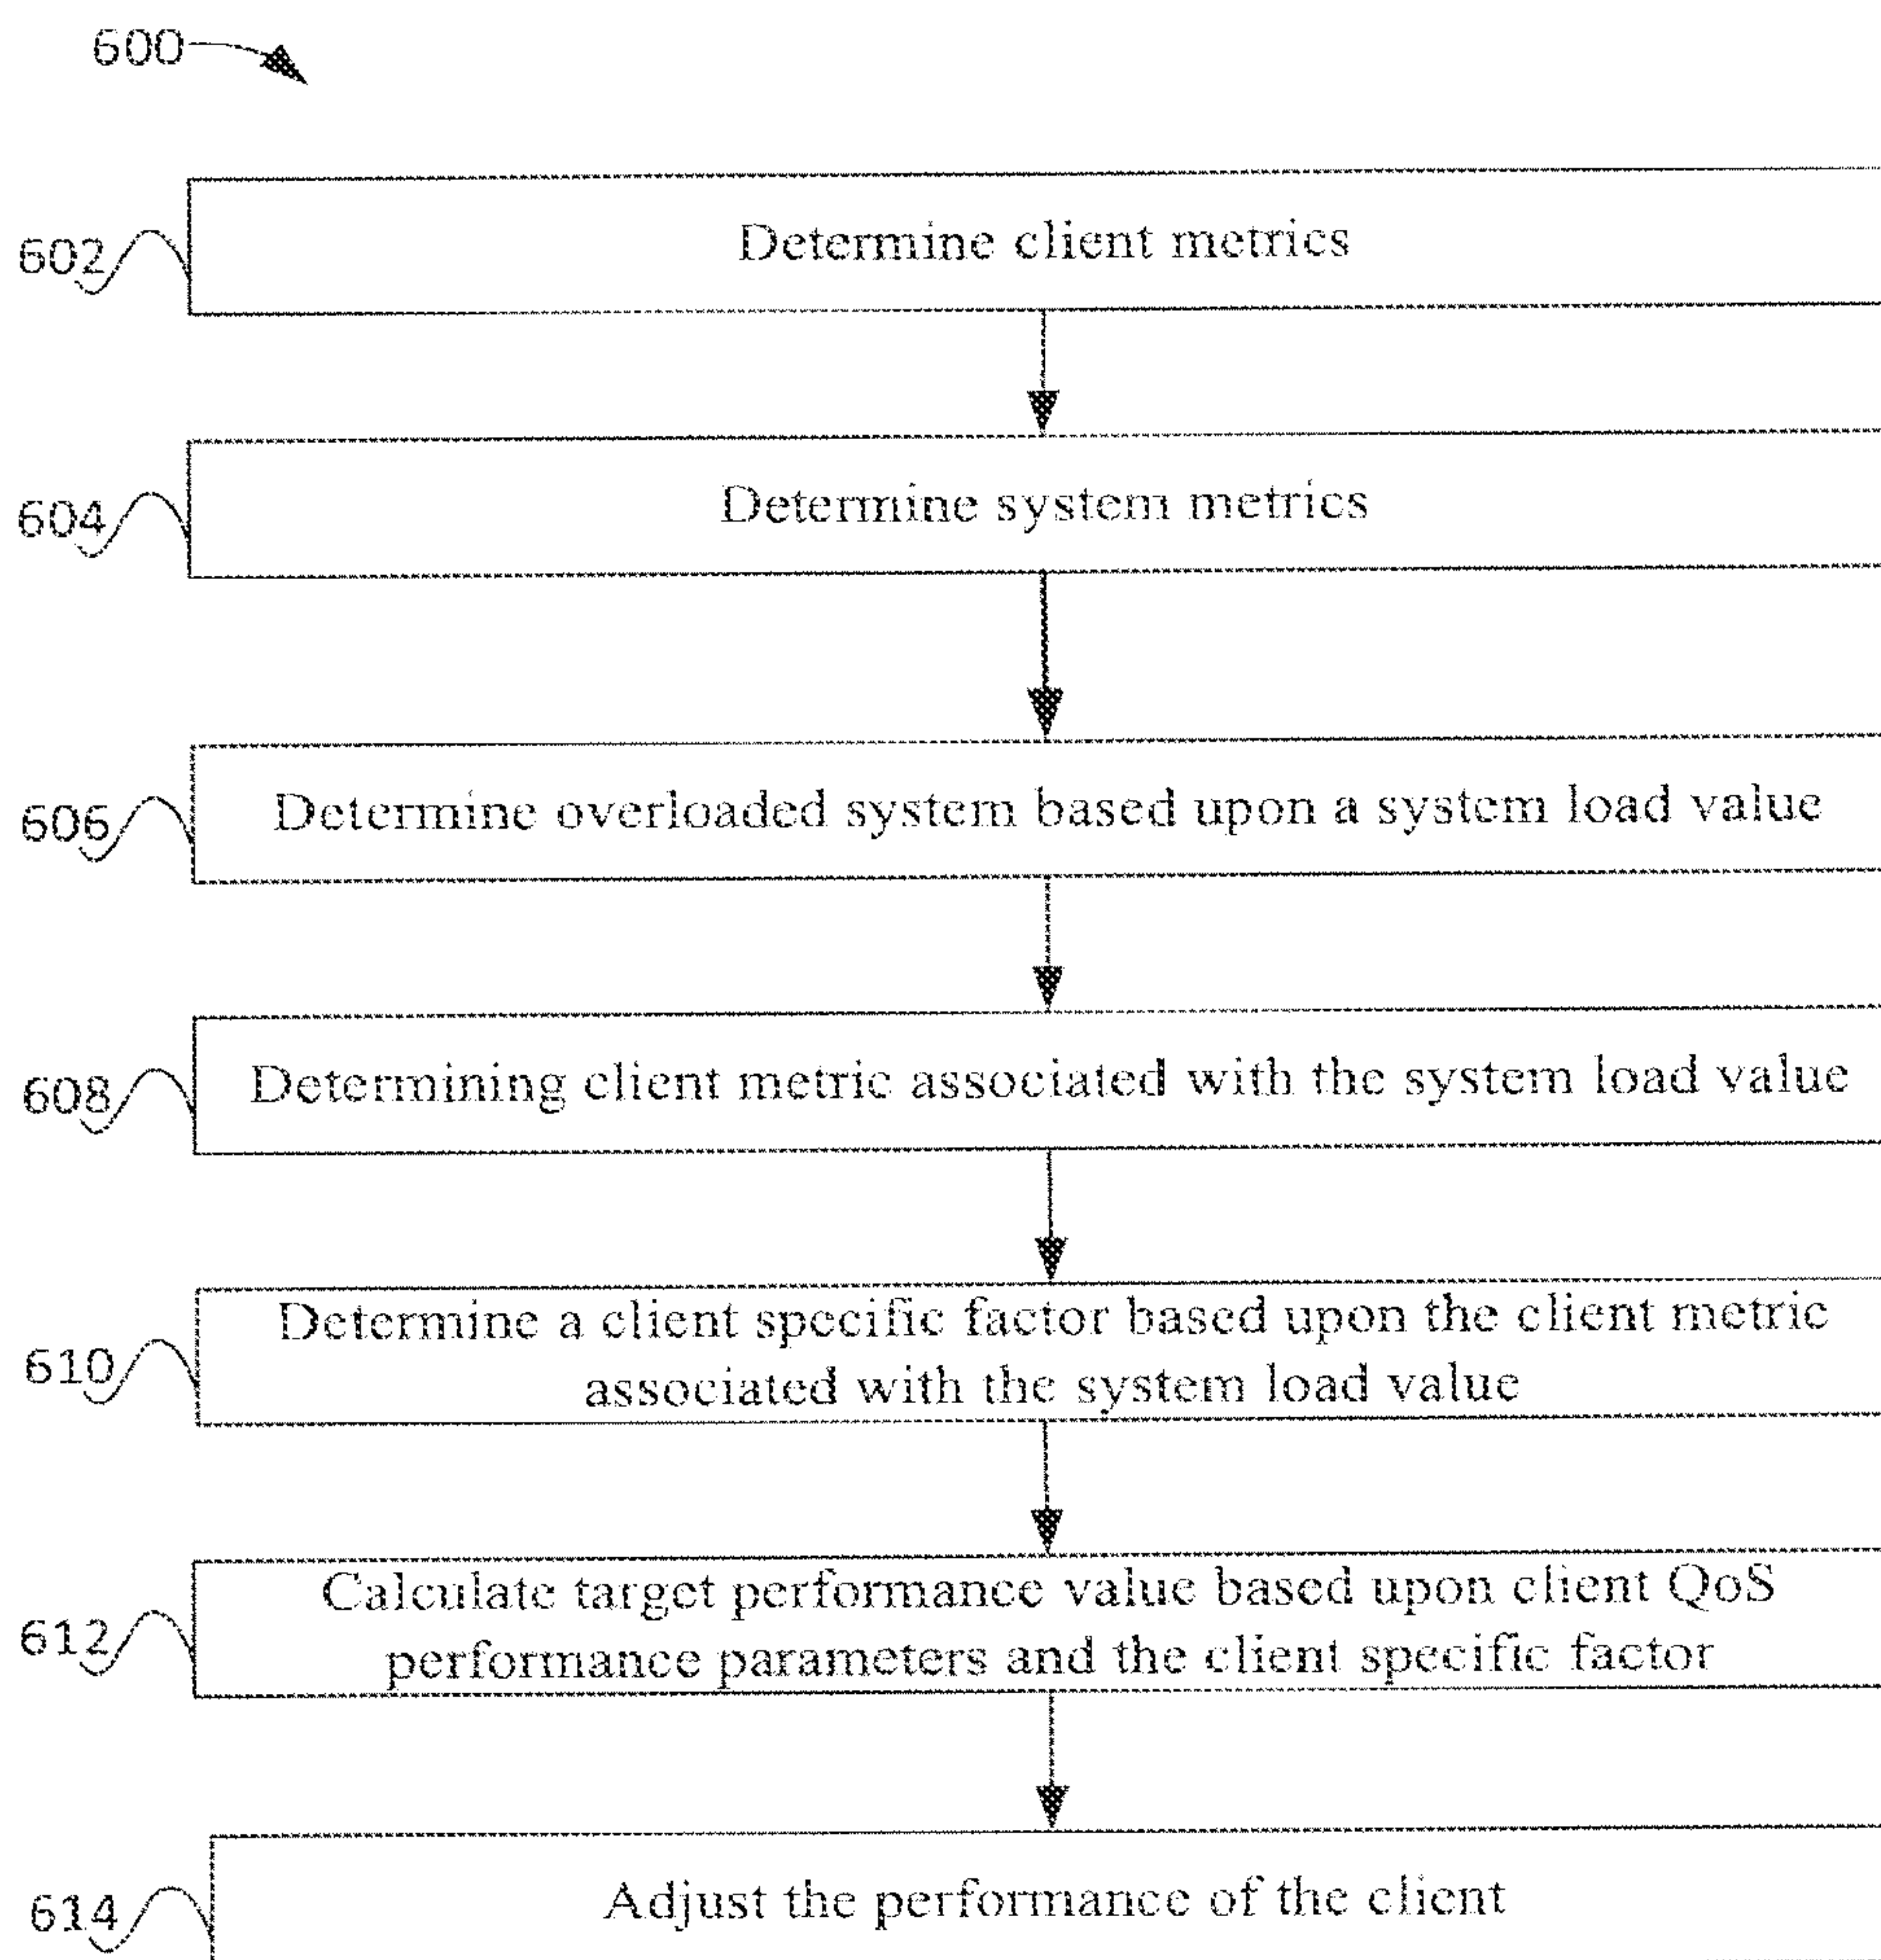 600
602
Determine client metrics
604
Determine system metrics
606
Determine overloaded system based upon a system load value
608
Determining client metric associated with the system load value
610
Determine a client specific factor based upon the client metric
associated with the system load value
612
Calculate target performance value based upon client QoS
performance parameters and the client specific factor
614
Adjust the performance of the client